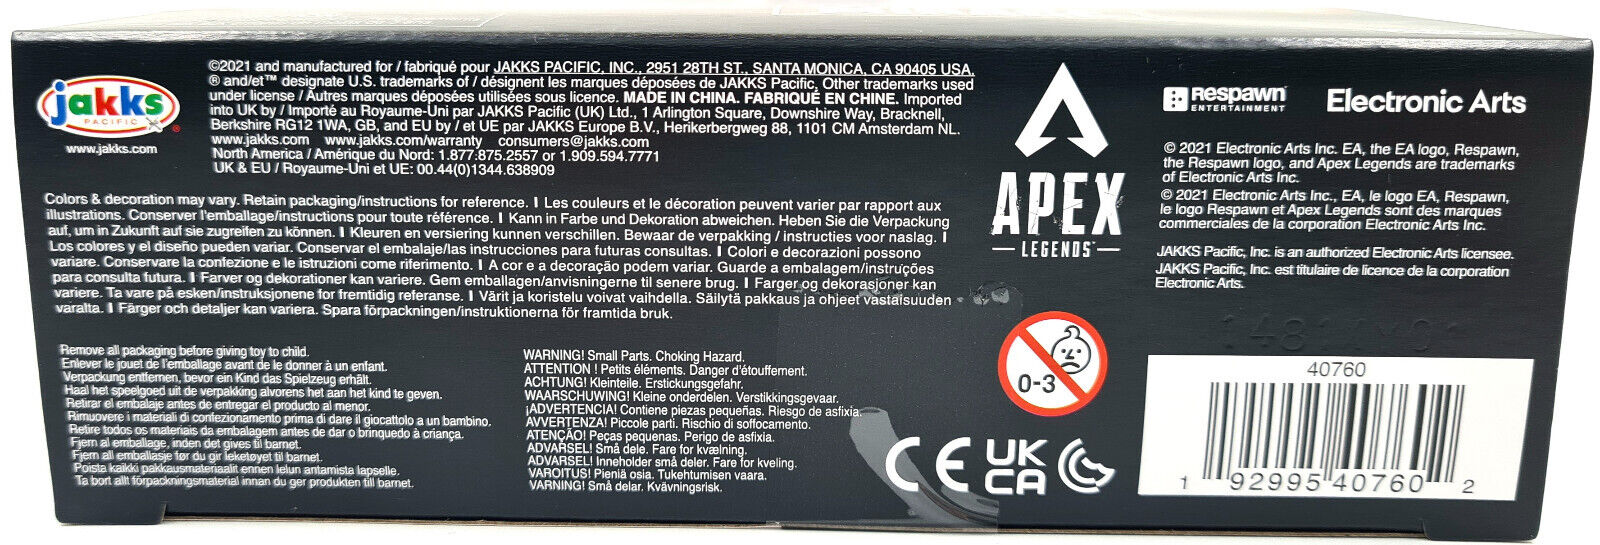 jakks
PACIFIC
®
www.jakks.com
©2021 and manufactured for / fabriqué pour JAKKS PACIFIC, INC., 2951 28TH ST., SANTA MONICA, CA 90405 USA.
® and/et™ designate U.S. trademarks of / désignent les marques déposées de JAKKS Pacific, Other trademarks used
under license / Autres marques déposées utilisées sous licence. MADE IN CHINA. FABRIQUÉ EN CHINE. Imported
into UK by / Importé au Royaume-Uni par JAKKS Pacific (UK) Ltd., 1 Arlington Square, Downshire Way, Bracknell,
Berkshire RG12 1WA, GB, and EU by / et UE par JAKKS Europe B.V., Herikerbergweg 88, 1101 CM Amsterdam NL.
www.jakks.com www.jakks.com/warranty consumers@jakks.com
North America / Amérique du Nord: 1.877.875.2557 or 1.909.594.7771
UK & EU / Royaume-Uni et UE: 00.44(0)1344.638909
Colors & decoration may vary. Retain packaging/instructions for reference. I Les couleurs et le décoration peuvent varier par rapport aux
illustrations. Conserver l'emballage/instructions pour toute référence. I Kann in Farbe und Dekoration abweichen. Heben Sie die Verpackung
auf, um in Zukunft auf sie zugreifen zu können. I Kleuren en versiering kunnen verschillen. Bewaar de verpakking / instructies voor naslag. I
Los colores y el diseño pueden variar. Conservar el embalaje/las instrucciones para futuras consultas. I Colori e decorazioni possono
variare. Conservare la confezione e le istruzioni come riferimento. I A cor e a decoração podem variar. Guarde a embalagem/instruções
para consulta futura. I Farver og dekorationer kan variere. Gem emballagen/anvisningerne til senere brug. I Farger og dekorasjoner kan
variere. Ta vare på esken/instruksjonene for fremtidig referanse. I Värit ja koristelu voivat vaihdella. Säilytä pakkaus ja ohjeet vastaisuuden
varalta. I Färger och detaljer kan variera. Spara förpackningen/instruktionerna för framtida bruk.
Remove all packaging before giving toy to child.
Enlever le jouet de l'emballage avant de le donner à un enfant.
Verpackung entfernen, bevor ein Kind das Spielzeug erhält.
Haal het speelgoed uit de verpakking alvorens het aan het kind te geven.
Retirar el embalaje antes de entregar el producto al menor.
Rimuovere i materiali di confezionamento prima di dare il giocattolo a un bambino.
Retire todos os materiais da embalagem antes de dar o brinquedo à criança.
Fjern al emballage, inden det gives til barnet.
Fjern all emballasje før du gir leketøyet til barnet.
Poista kaikki pakkausmateriaalit ennen lelun antamista lapselle.
Ta bort allt förpackningsmaterial innan du ger produkten till barnet.
WARNING! Small Parts. Choking Hazard.
ATTENTION ! Petits éléments. Danger d'étouffement.
ACHTUNG! Kleinteile. Erstickungsgefahr.
WAARSCHUWING! Kleine onderdelen. Verstikkingsgevaar.
¡ADVERTENCIA! Contiene piezas pequeñas. Riesgo de asfixia.
AVVERTENZA! Piccole parti. Rischio di soffocamento.
ATENÇÃO! Peças pequenas. Perigo de asfixia.
ADVARSEL! Små dele. Fare for kvælning.
ADVARSEL! Inneholder små deler. Fare for kveling.
VAROITUS! Pieniä osia. Tukehtumisen vaara.
VARNING! Små delar. Kvävningsrisk.
APEX
LEGENDS™
0-3
CE
UK
CA
Respawn®
ENTERTAINMENT
Electronic Arts
© 2021 Electronic Arts Inc. EA, the EA logo, Respawn,
the Respawn logo, and Apex Legends are trademarks
of Electronic Arts Inc.
© 2021 Electronic Arts Inc., EA, le logo EA, Respawn,
le logo Respawn et Apex Legends sont des marques
commerciales de la corporation Electronic Arts Inc.
JAKKS Pacific, Inc. is an authorized Electronic Arts licensee.
JAKKS Pacific, Inc. est titulaire de licence de la corporation
Electronic Arts.
40760
1 92995 40760 2